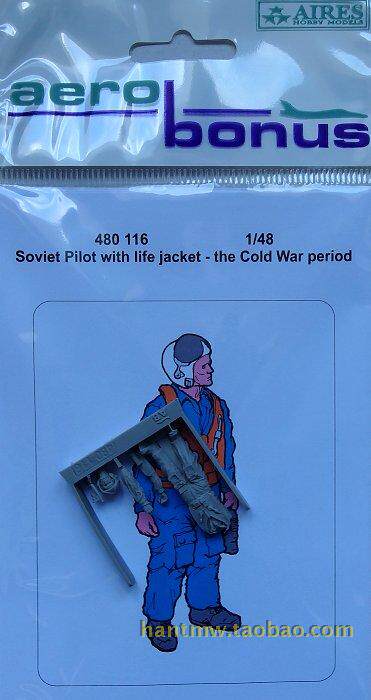 AIRES
HOBBY MODELS
aero
bonus
480 116 1/48
Soviet Pilot with life jacket - the Cold War period
hantmw.taobao.com